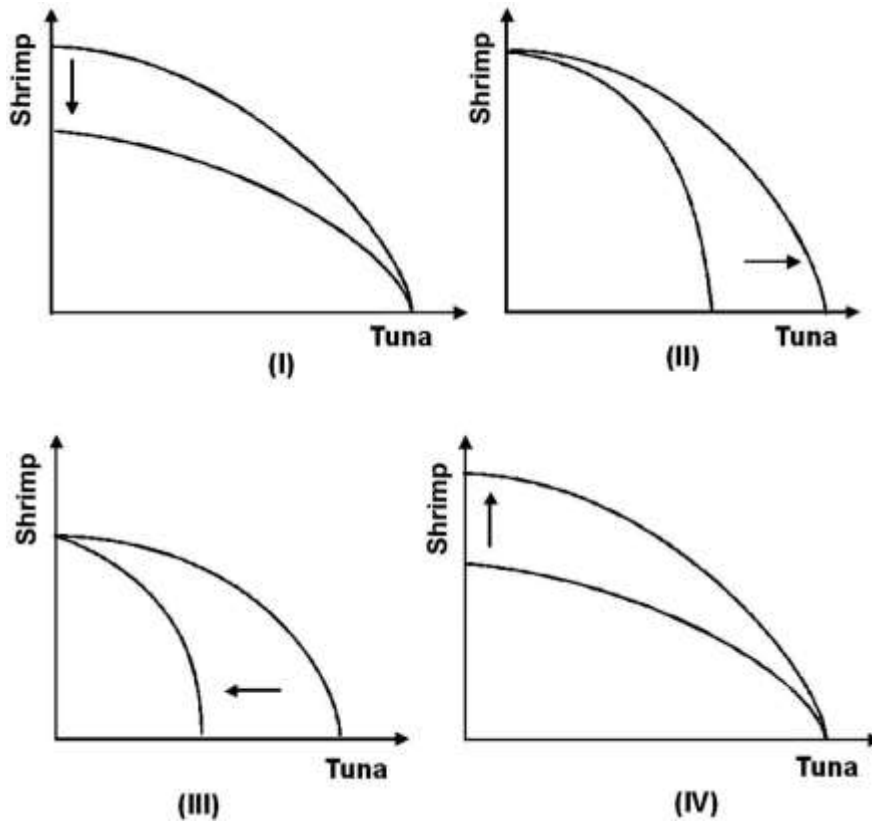 Shrimp
Tuna
(I)
Shrimp
Tuna
(II)
Shrimp
Tuna
(III)
Shrimp
Tuna
(IV)